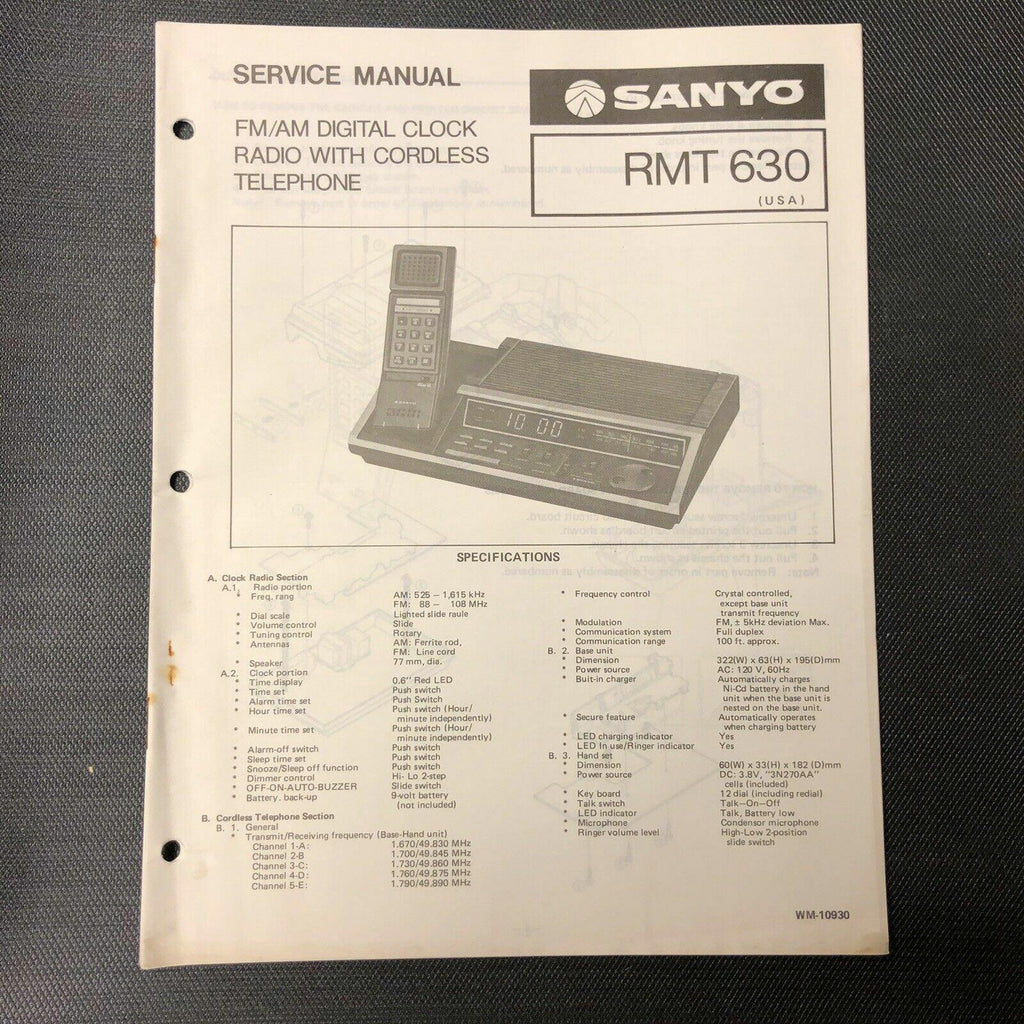 SERVICE MANUAL
FM/AM DIGITAL CLOCK
RADIO WITH CORDLESS
TELEPHONE
SANYO
RMT 630
(USA)
10 00
SANYO
SPECIFICATIONS
A. Clock Radio Section
A.1. Radio portion
* Freq. rang AM: 525 – 1,615 kHz
FM: 88 – 108 MHz
* Dial scale Lighted slide raule
* Volume control Slide
* Tuning control Rotary
* Antennas AM: Ferrite rod,
FM: Line cord
* Speaker 77 mm, dia.
A.2. Clock portion
* Time display 0.6" Red LED
* Time set Push switch
* Alarm time set Push Switch
* Hour time set Push switch (Hour/
minute independently)
* Minute time set Push switch (Hour/
minute independently)
* Alarm-off switch Push switch
* Sleep time set Push switch
* Snooze/Sleep off function Push switch
* Dimmer control Hi- Lo 2-step
* OFF-ON-AUTO-BUZZER Slide switch
* Battery. back-up 9-volt battery
(not included)
B. Cordless Telephone Section
B. 1. General
* Transmit/Receiving frequency (Base-Hand unit)
Channel 1-A: 1.670/49.830 MHz
Channel 2-B 1.700/49.845 MHz
Channel 3-C: 1.730/49.860 MHz
Channel 4-D: 1.760/49.875 MHz
Channel 5-E: 1.790/49.890 MHz
* Frequency control Crystal controlled,
except base unit
transmit frequency
* Modulation FM, ± 5kHz deviation Max.
* Communication system Full duplex
* Communication range 100 ft. approx.
B. 2. Base unit
* Dimension 322(W) x 63(H) x 195(D)mm
* Power source AC: 120 V, 60Hz
* Buit-in charger Automatically charges
Ni-Cd battery in the hand
unit when the base unit is
nested on the base unit.
* Secure feature Automatically operates
when charging battery
* LED charging indicator Yes
* LED In use/Ringer indicator Yes
B. 3. Hand set
* Dimension 60(W) x 33(H) x 182 (D)mm
* Power source DC: 3.8V, "3N270AA"
cells (included)
* Key board 12 dial (including redial)
* Talk switch Talk–On–Off
* LED indicator Talk, Battery low
* Microphone Condensor microphone
* Ringer volume level High-Low 2-position
slide switch
WM-10930